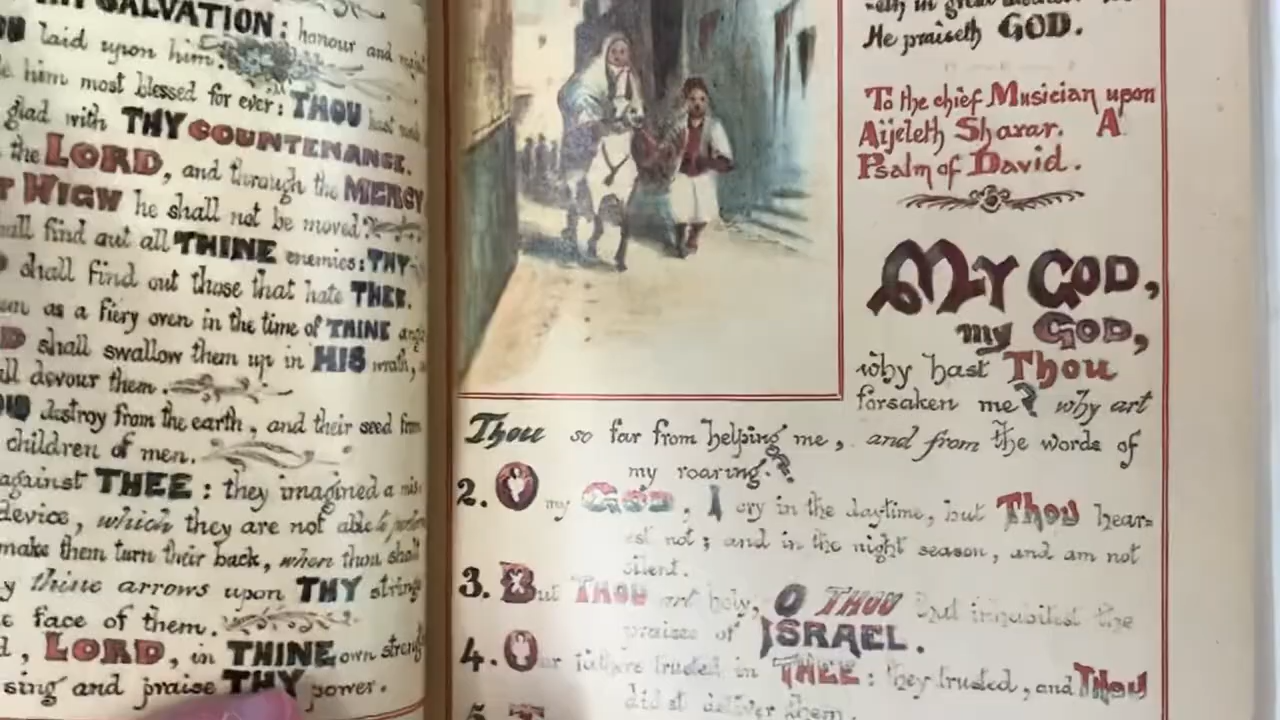 SALVATION: honour and
laid upon him.
him most blessed for ever: THOU hast made
glad with THY COUNTENANCE.
the LORD, and through the MERCY
HIGH he shall not be moved.
shall find out all THINE enemies: THY
shall find out those that hate THEE.
as a fiery oven in the time of THINE
shall swallow them up in HIS wrath,
devour them.
destroy from the earth, and their seed from
children of men.
against THEE: they imagined a mis-
device, which they are not able to perform
make them turn their back, when thou shalt
thine arrows upon THY strings
face of them.
LORD, in THINE own strength
sing and praise THY power.
He praiseth GOD.
To the chief Musician upon
Aijeleth Sharar. A
Psalm of David.
MY GOD,
my GOD,
why hast Thou
forsaken me? why art
Thou so far from helping me, and from the words of
my roaring?
2. O my GOD, I cry in the daytime, but Thou hear=
est not; and in the night season, and am not
silent.
3. But THOU art holy, O THOU that inhabitest the
praises of ISRAEL.
4. Our fathers trusted in THEE: they trusted, and Thou
didst deliver them.
5.